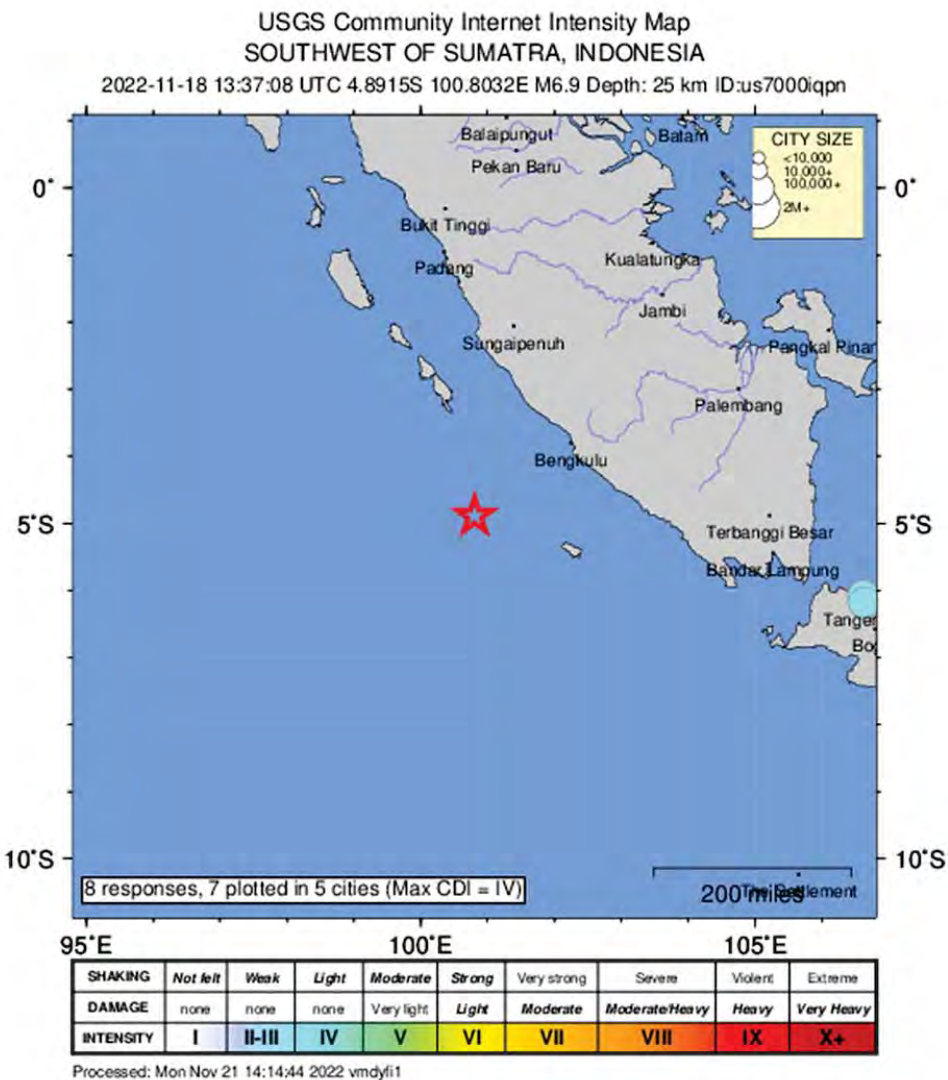 USGS Community Internet Intensity Map
SOUTHWEST OF SUMATRA, INDONESIA
2022-11-18 13:37:08 UTC 4.8915S 100.8032E M6.9 Depth: 25 km ID:us7000iqpn
Balaipungut
Batam
CITY SIZE
<10,000
10,000+
100,000+
2M+
Pekan Baru
0° 0°
Bukit Tinggi
Padang
Kualatungka
Jambi
Sungaipenuh
Pangkal Pinan
Palembang
Bengkulu
5°S 5°S
Terbanggi Besar
Bandar Lampung
Tanger
Bog
10°S 10°S
8 responses, 7 plotted in 5 cities (Max CDI = IV)
200 miles
The Settlement
95°E 100°E 105°E
SHAKING Not felt Weak Light Moderate Strong Very strong Severe Violent Extreme
DAMAGE none none none Very light Light Moderate Moderate/Heavy Heavy Very Heavy
INTENSITY I II-III IV V VI VII VIII IX X+
Processed: Mon Nov 21 14:14:44 2022 vmdyfi1